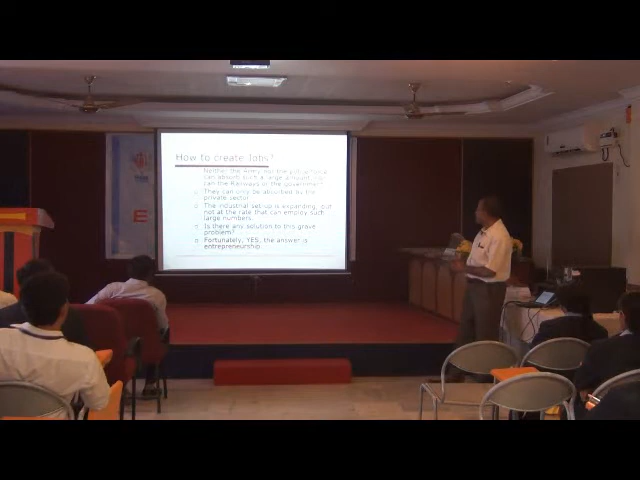 How to create Jobs?
Neither the Army nor the
can absorb such a large amount, nor
can the Railways or the government.
They can only be absorbed by the
private sector
The industrial set-up is expanding, but
not at the rate that can employ such
large numbers.
Is there any solution to this grave
problem?
Fortunately, YES, the answer is
entrepreneurship.
E